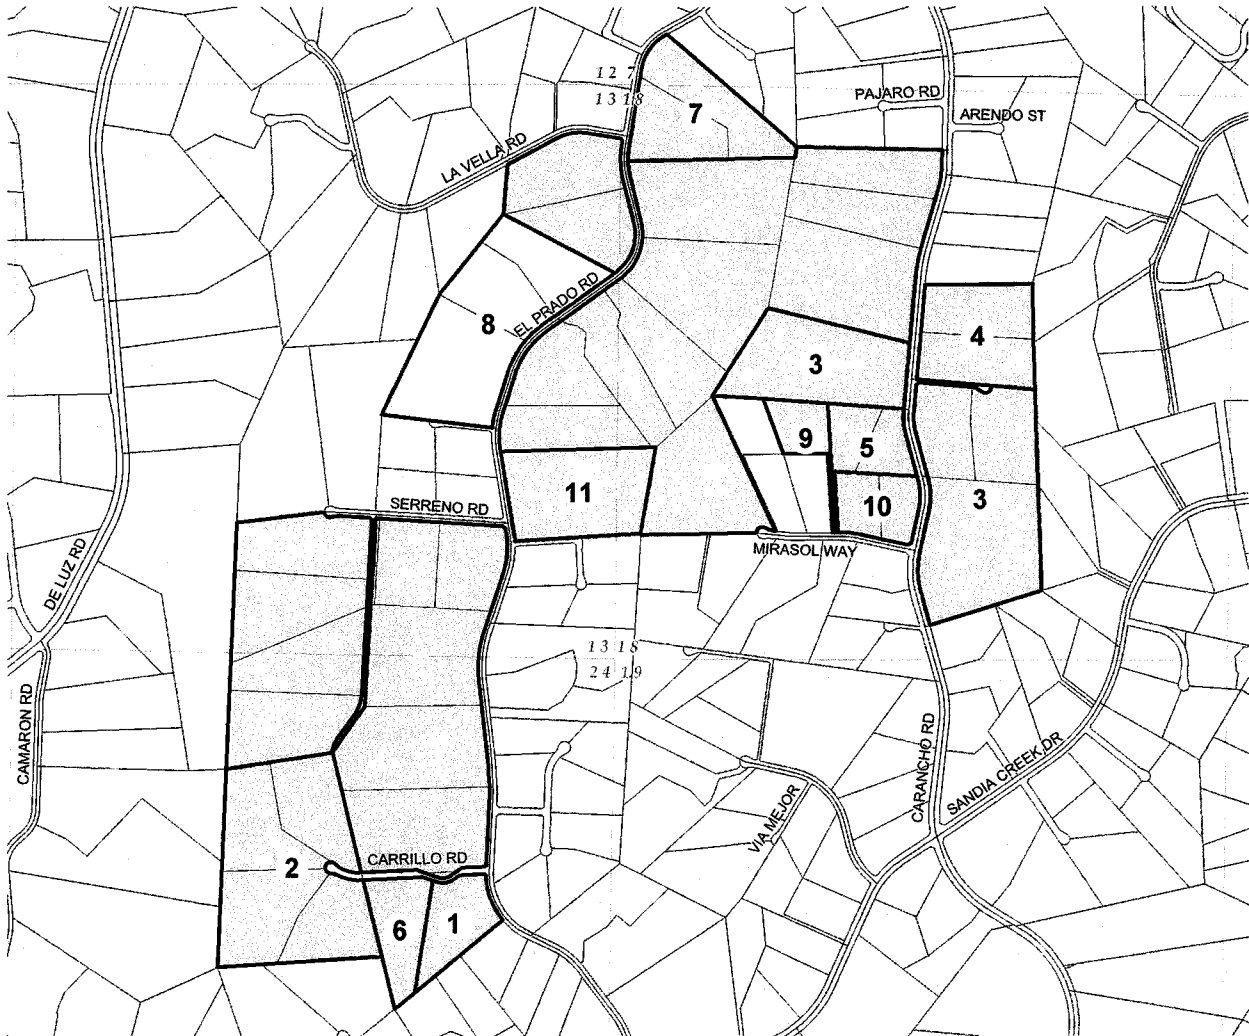 12 7
13 18
7
PAJARO RD
ARENDO ST
LA VELLA RD
EL PRADO RD
8
4
3
9
5
11
10
3
SERRENO RD
MIRASOL WAY
DE LUZ RD
13 18
24 19
CAMARON RD
CARANCHO RD
SANDIA CREEK DR
VIA MEJOR
CARRILLO RD
2
6
1